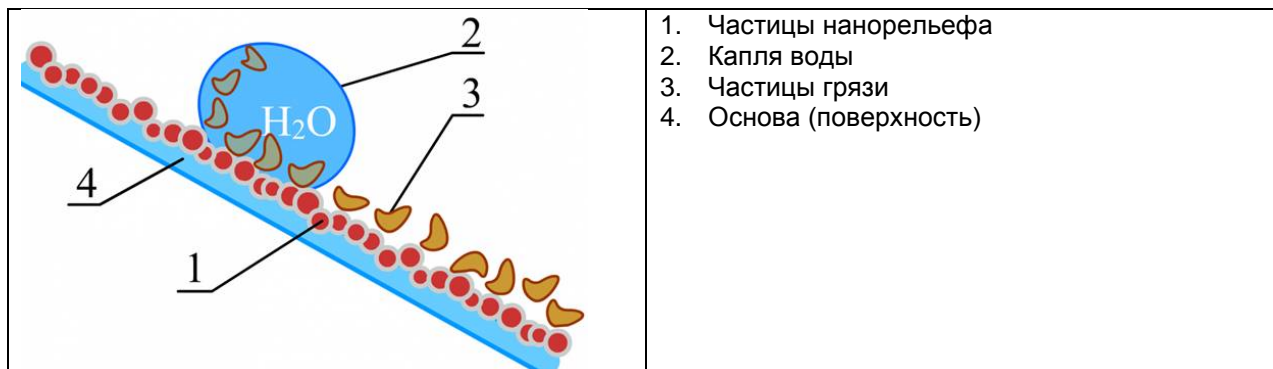 2
3
H₂O
4
1
1. Частицы нанорельефа
2. Капля воды
3. Частицы грязи
4. Основа (поверхность)